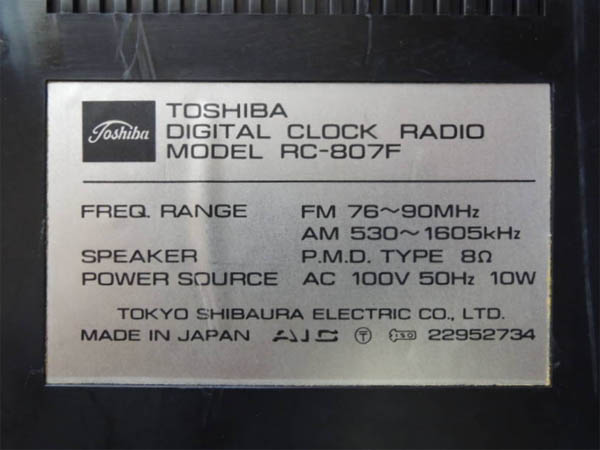 Toshiba
TOSHIBA
DIGITAL CLOCK RADIO
MODEL RC-807F
FREQ. RANGE FM 76~90MHz
AM 530~1605kHz
SPEAKER P.M.D. TYPE 8Ω
POWER SOURCE AC 100V 50Hz 10W
TOKYO SHIBAURA ELECTRIC CO., LTD.
MADE IN JAPAN Ⓣ 22952734